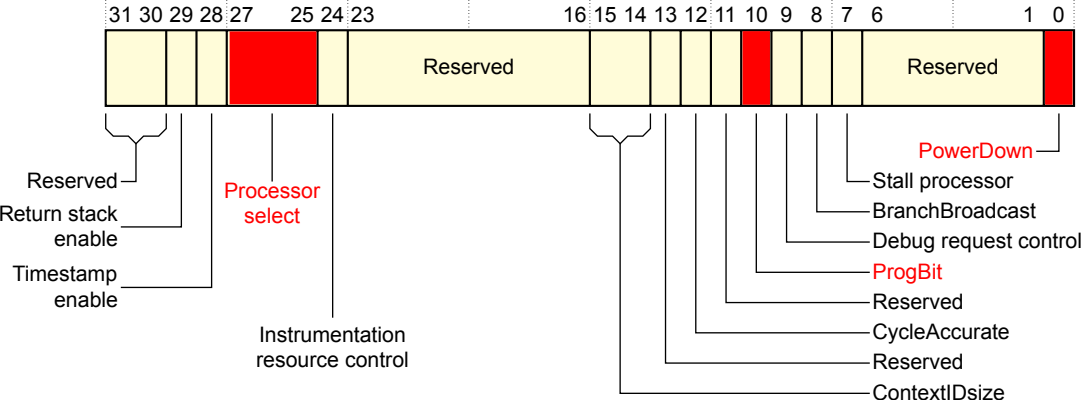 31 30 29 28 27 25 24 23 16 15 14 13 12 11 10 9 8 7 6 1 0
Reserved Reserved
PowerDown
Reserved
Processor
select
Stall processor
Return stack
enable
BranchBroadcast
Debug request control
Timestamp
enable
ProgBit
Reserved
Instrumentation
resource control
CycleAccurate
Reserved
ContextIDsize